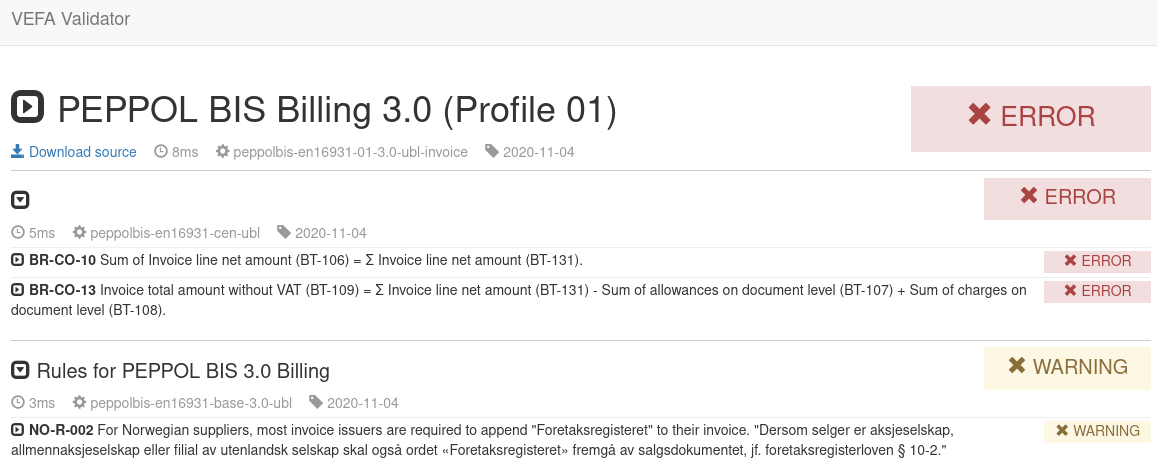 VEFA Validator
PEPPOL BIS Billing 3.0 (Profile 01)
ERROR
Download source 8ms peppolbis-en16931-01-3.0-ubl-invoice 2020-11-04
ERROR
5ms peppolbis-en16931-cen-ubl 2020-11-04
BR-CO-10 Sum of Invoice line net amount (BT-106) = Σ Invoice line net amount (BT-131).
ERROR
BR-CO-13 Invoice total amount without VAT (BT-109) = Σ Invoice line net amount (BT-131) - Sum of allowances on document level (BT-107) + Sum of charges on
document level (BT-108).
ERROR
Rules for PEPPOL BIS 3.0 Billing
WARNING
3ms peppolbis-en16931-base-3.0-ubl 2020-11-04
NO-R-002 For Norwegian suppliers, most invoice issuers are required to append "Foretaksregisteret" to their invoice. "Dersom selger er aksjeselskap,
allmennaksjeselskap eller filial av utenlandsk selskap skal også ordet «Foretaksregisteret» fremgå av salgsdokumentet, jf. foretaksregisterloven § 10-2."
WARNING